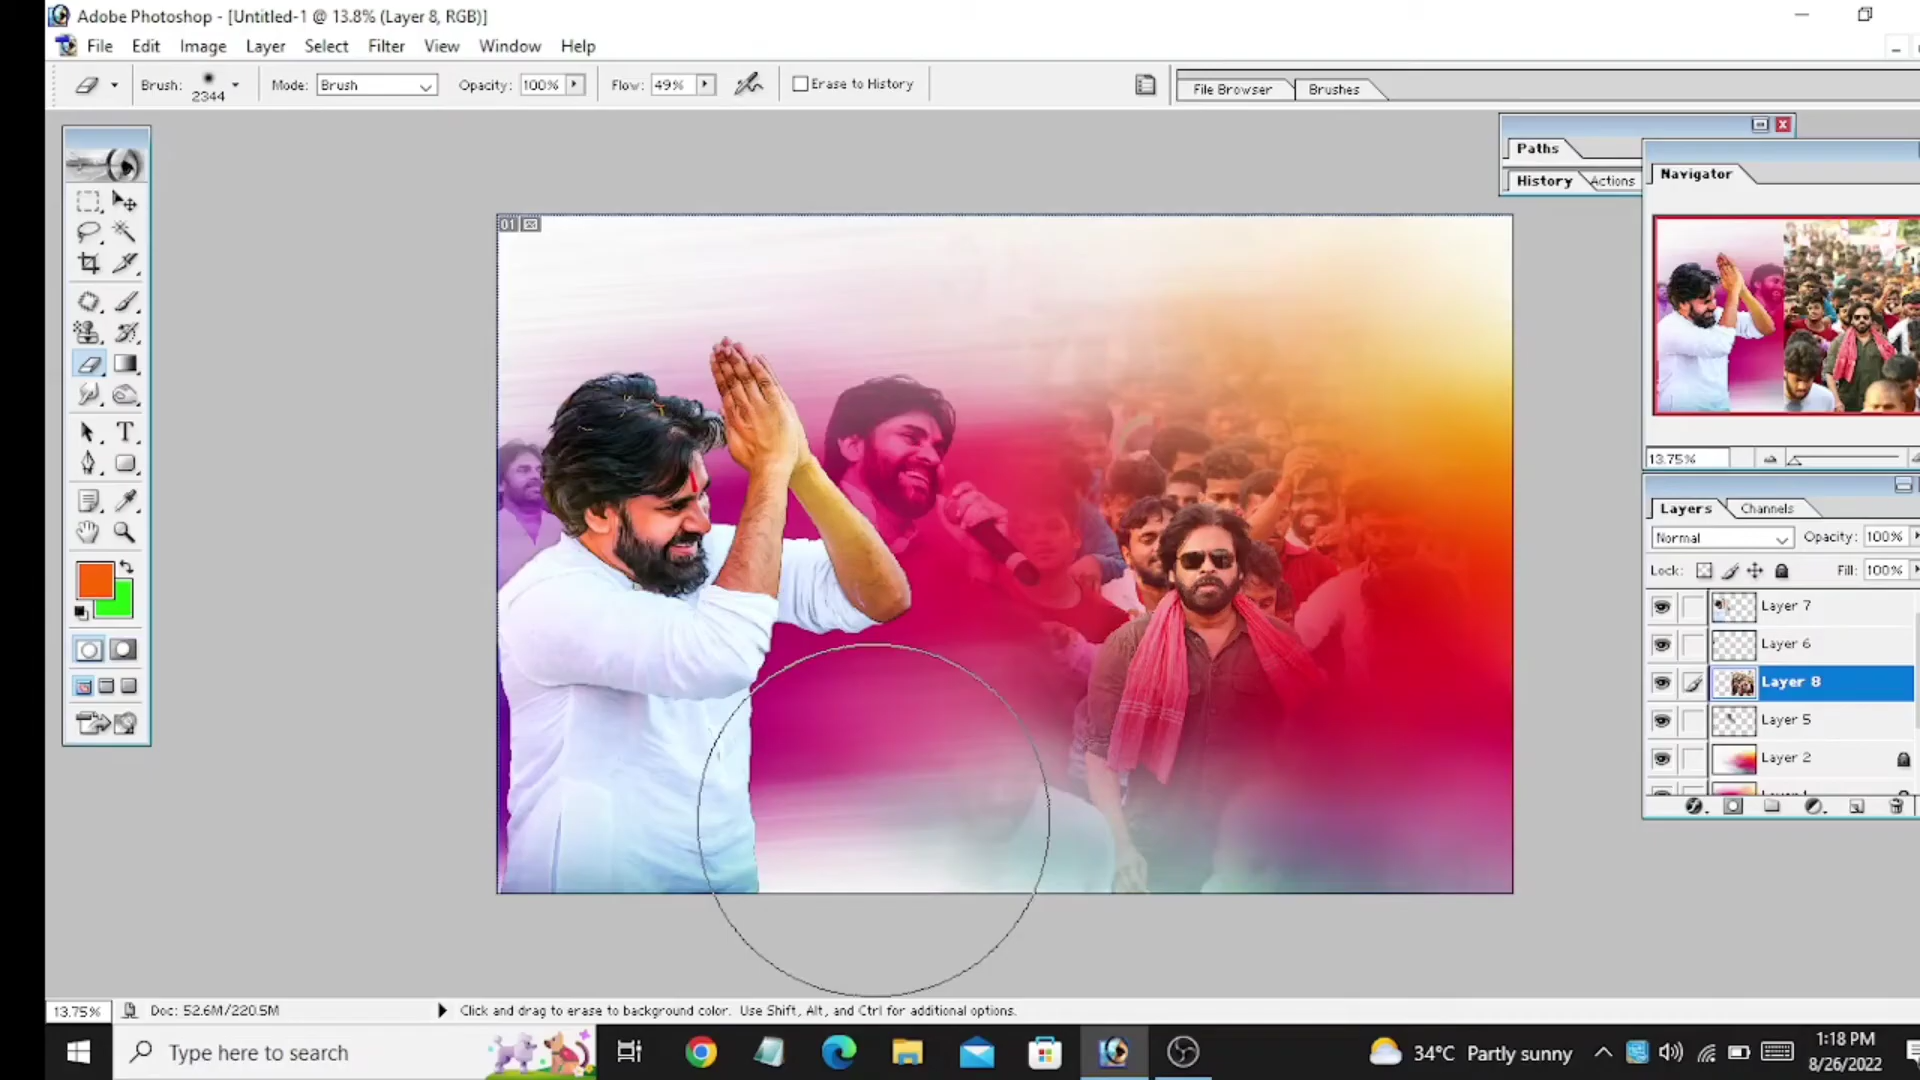 Adobe Photoshop - [Untitled-1 @ 13.8% (Layer 8, RGB)]
File Edit Image Layer Select Filter View Window Help
Brush: 2344 Mode: Brush Opacity: 100% Flow: 49% Erase to History
File Browser Brushes
Paths
History Actions
Navigator
01
13.75%
Layers Channels
Normal Opacity: 100%
Lock: Fill: 100%
Layer 7
Layer 6
Layer 8
Layer 5
Layer 2
13.75% Doc: 52.6M/220.5M Click and drag to erase to background color. Use Shift, Alt, and Ctrl for additional options.
Type here to search
34°C Partly sunny
1:18 PM
8/26/2022